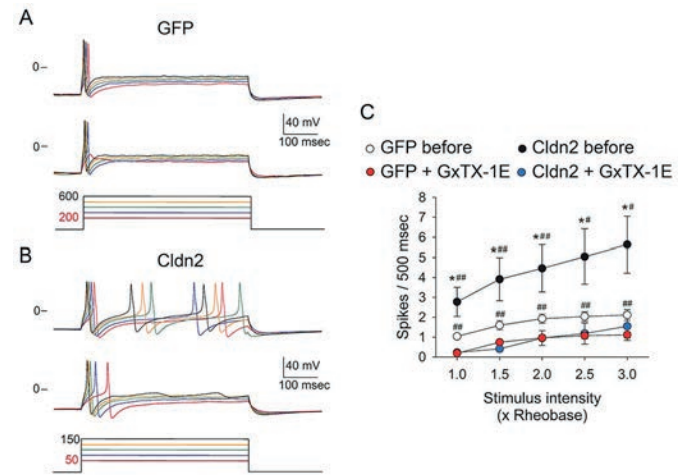 A
GFP
0–
0–
40 mV
100 msec
600
200
B
Cldn2
0–
0–
40 mV
100 msec
150
50
C
GFP before
Cldn2 before
GFP + GxTX-1E
Cldn2 + GxTX-1E
Spikes / 500 msec
8
7
6
5
4
3
2
1
0
*## *## *## *# *#
## ## ## ## ##
1.0 1.5 2.0 2.5 3.0
Stimulus intensity
(x Rheobase)